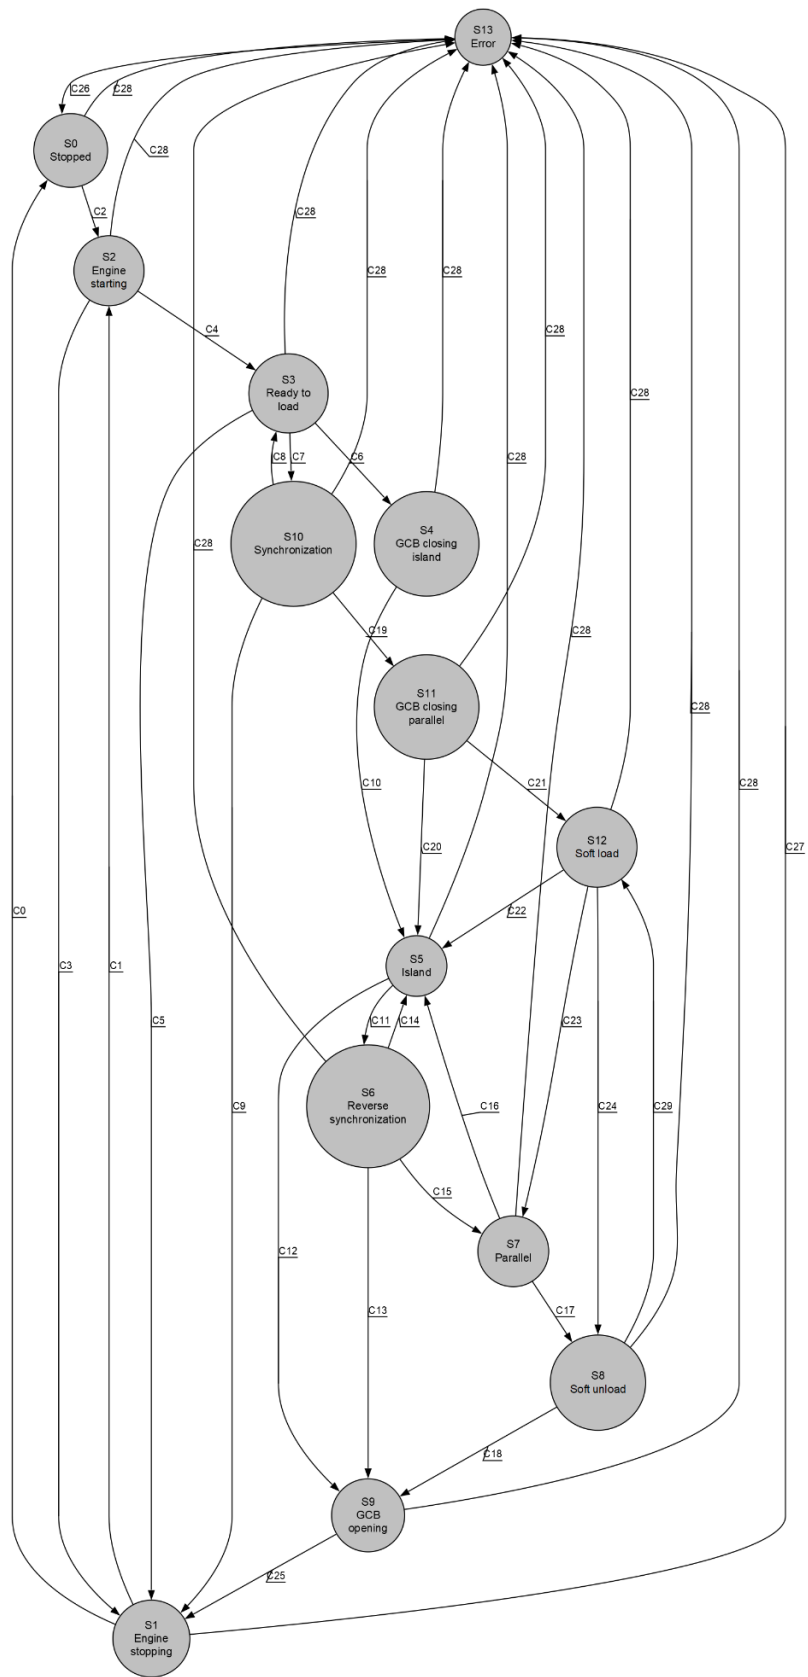 S13
Error
C26
C28
S0
Stopped
C28
C2
S2
Engine
starting
C28
C4
C28
C28
C28
S3
Ready to
load
C28
C8
C7
C6
C28
S10
Synchronization
S4
GCB closing
island
C28
C19
C28
S11
GCB closing
parallel
C28
C10
C21
C28
C20
S12
Soft load
C27
C0
C22
S5
Island
C3
C1
C5
C11
C14
C23
S6
Reverse
synchronization
C9
C16
C24
C29
C15
C12
S7
Parallel
C13
C17
S8
Soft unload
C18
S9
GCB
opening
C25
S1
Engine
stopping